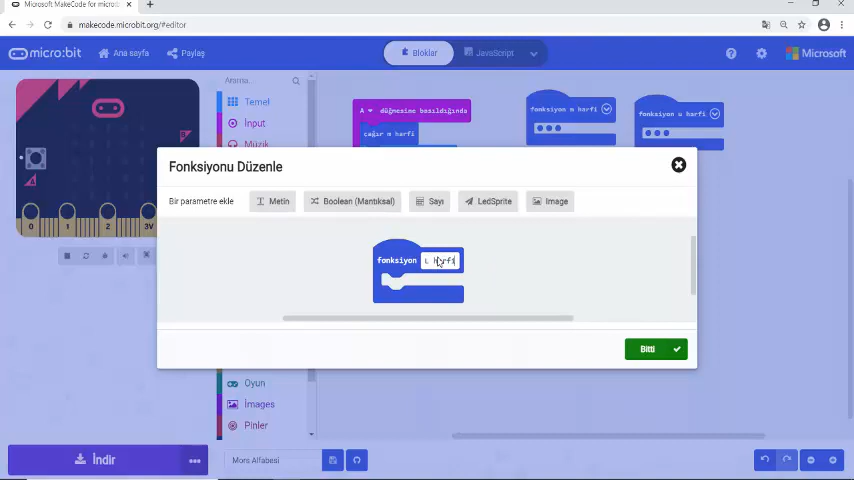 Microsoft MakeCode for micro:
makecode.microbit.org/#editor
micro:bit
Ana sayfa
Paylaş
Bloklar
JavaScript
Microsoft
Arama...
Temel
Input
Müzik
A düğmesine basıldığında
çağır m harfi
fonksiyon m harfi
fonksiyon u harfi
0 1 2 3V
Fonksiyonu Düzenle
Bir parametre ekle
Metin
Boolean (Mantıksal)
Sayı
LedSprite
Image
fonksiyon
harfi
Bitti
Oyun
Images
Pinler
İndir
Mors Alfabesi